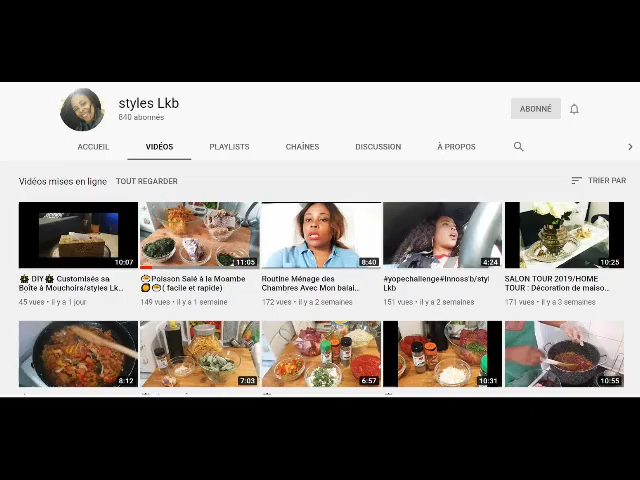 styles Lkb
840 abonnés
ABONNÉ
ACCUEIL VIDÉOS PLAYLISTS CHAÎNES DISCUSSION À PROPOS
Vidéos mises en ligne TOUT REGARDER TRIER PAR
10:07 11:05 8:40 4:24 10:25
DIY Customisés sa
Boîte à Mouchoirs/styles Lk...
45 vues • il y a 1 jour
Poisson Salé à la Moambe
( facile et rapide)
149 vues • il y a 1 semaine
Routine Ménage des
Chambres Avec Mon balai...
172 vues • il y a 2 semaines
#yopechallenge#Innoss'b/styl
Lkb
151 vues • il y a 2 semaines
SALON TOUR 2019/HOME
TOUR : Décoration de maiso...
171 vues • il y a 3 semaines
8:12 7:03 6:57 10:31 10:55